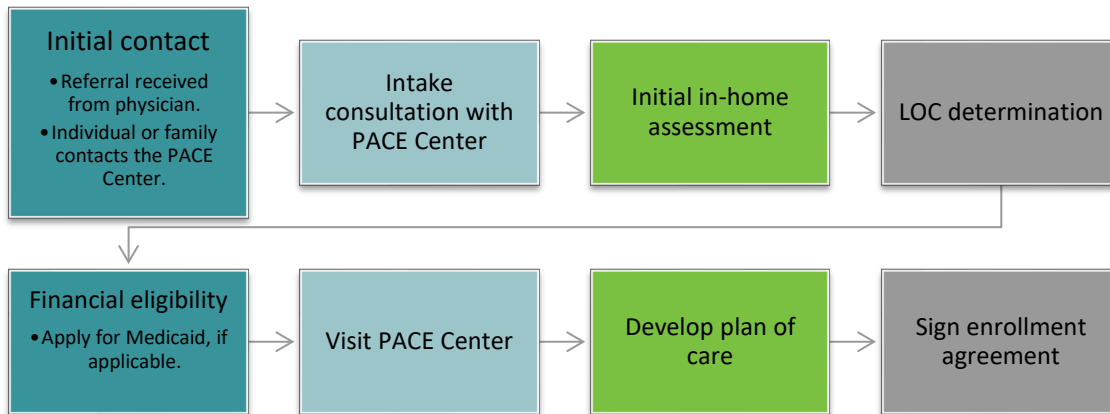 Initial contact
•Referral received
from physician.
•Individual or family
contacts the PACE
Center.
Intake
consultation with
PACE Center
Initial in-home
assessment
LOC determination
Financial eligibility
•Apply for Medicaid, if
applicable.
Visit PACE Center
Develop plan of
care
Sign enrollment
agreement